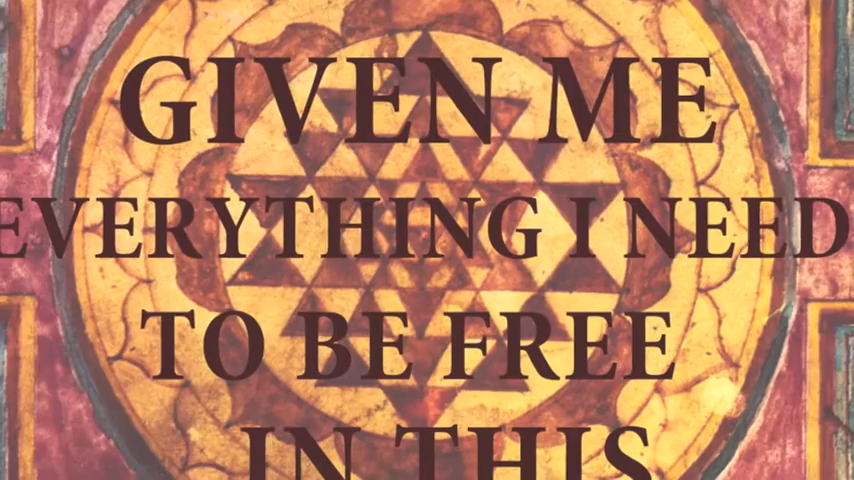 GIVEN ME
EVERYTHING I NEED
TO BE FREE
IN THIS